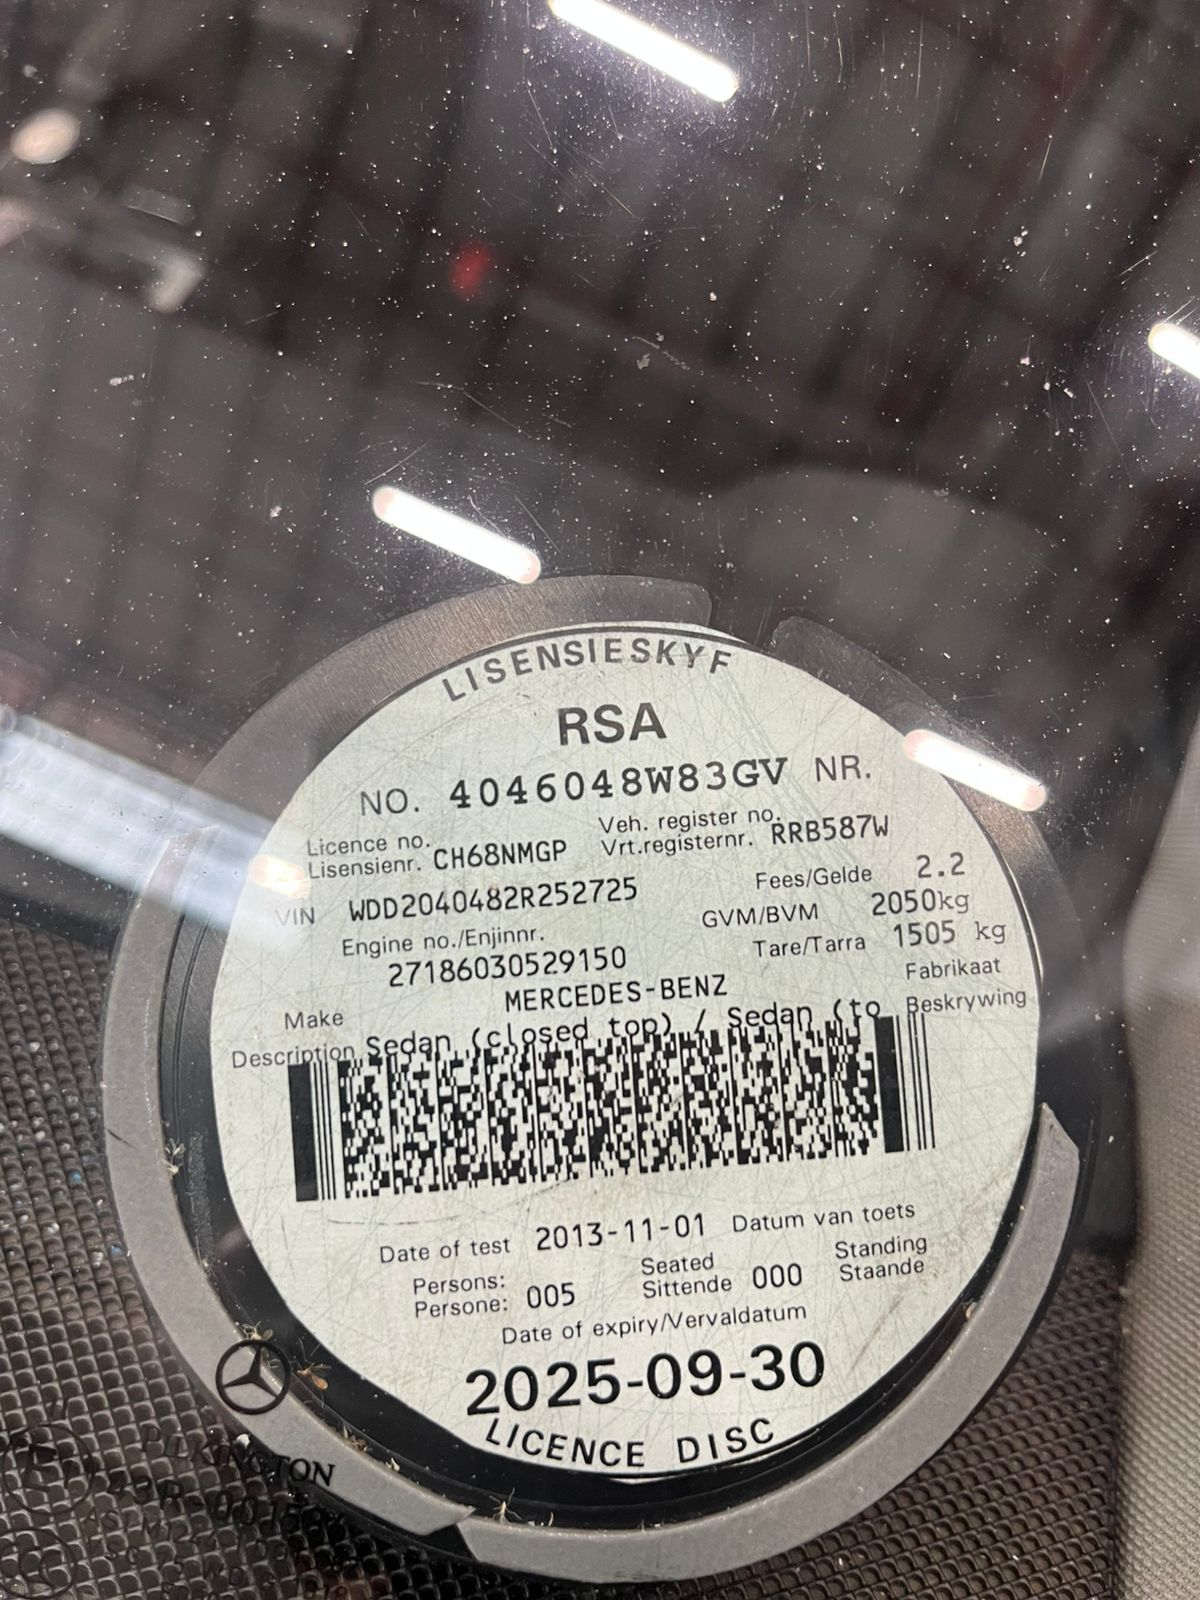 LISENSIESKYF
RSA
NO. 4046048W83GV NR.
Licence no. Veh. register no.
Lisensienr. CH68NMGP Vrt.registernr. RRB587W
VIN WDD2040482R252725 Fees/Gelde 2.2
Engine no./Enjinnr. GVM/BVM 2050kg
27186030529150 Tare/Tarra 1505 kg
Make MERCEDES-BENZ Fabrikaat
Description Sedan (closed top) / Sedan (to Beskrywing
Date of test 2013-11-01 Datum van toets
Persons: Seated Standing
Persone: 005 Sittende 000 Staande
Date of expiry/Vervaldatum
2025-09-30
LICENCE DISC
PILKINGTON